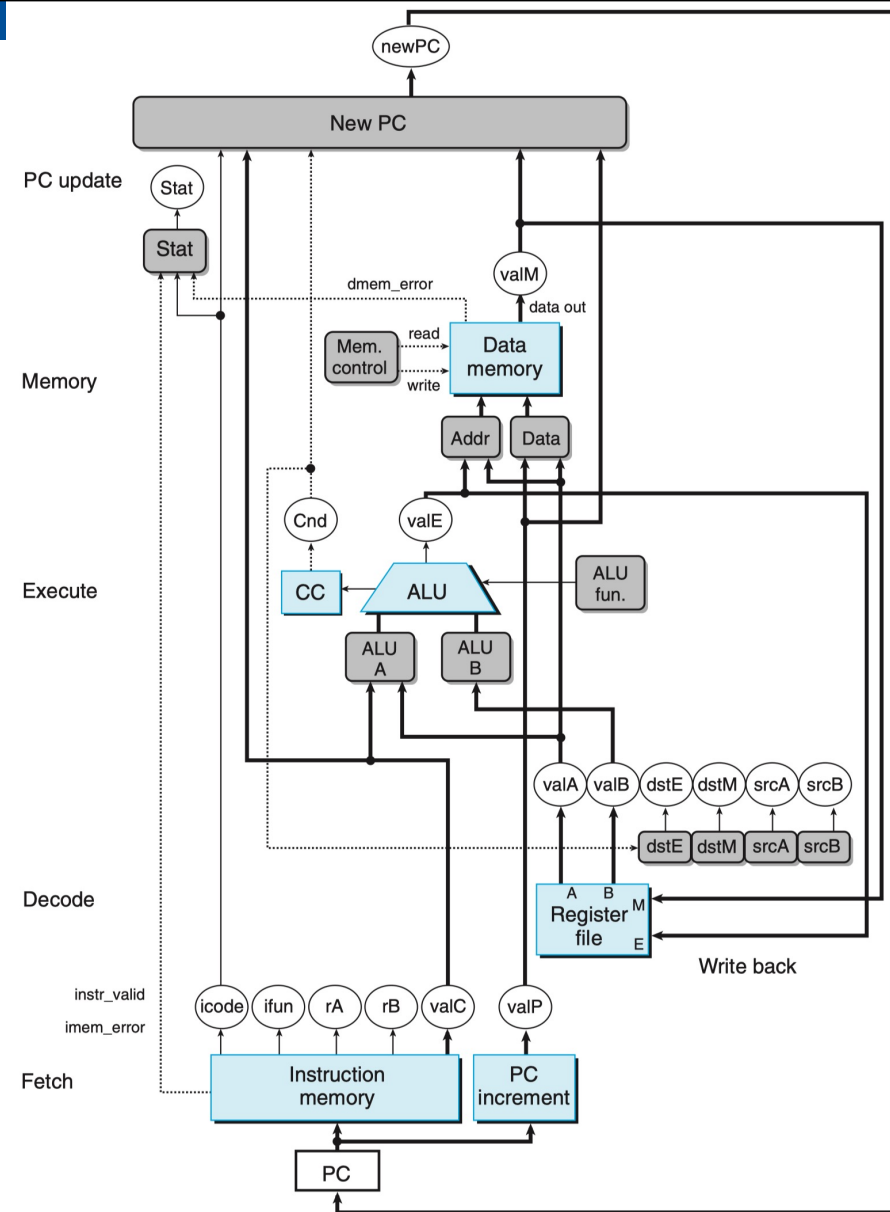 newPC
New PC
PC update
Stat
Stat
valM
dmem_error
data out
read
Mem.
control
write
Data
memory
Memory
Addr
Data
Cnd
valE
Execute
CC
ALU
ALU
fun.
ALU
A
ALU
B
valA
valB
dstE
dstM
srcA
srcB
dstE
dstM
srcA
srcB
Decode
A
B
Register
file
M
E
Write back
instr_valid
imem_error
icode
ifun
rA
rB
valC
valP
Fetch
Instruction
memory
PC
increment
PC